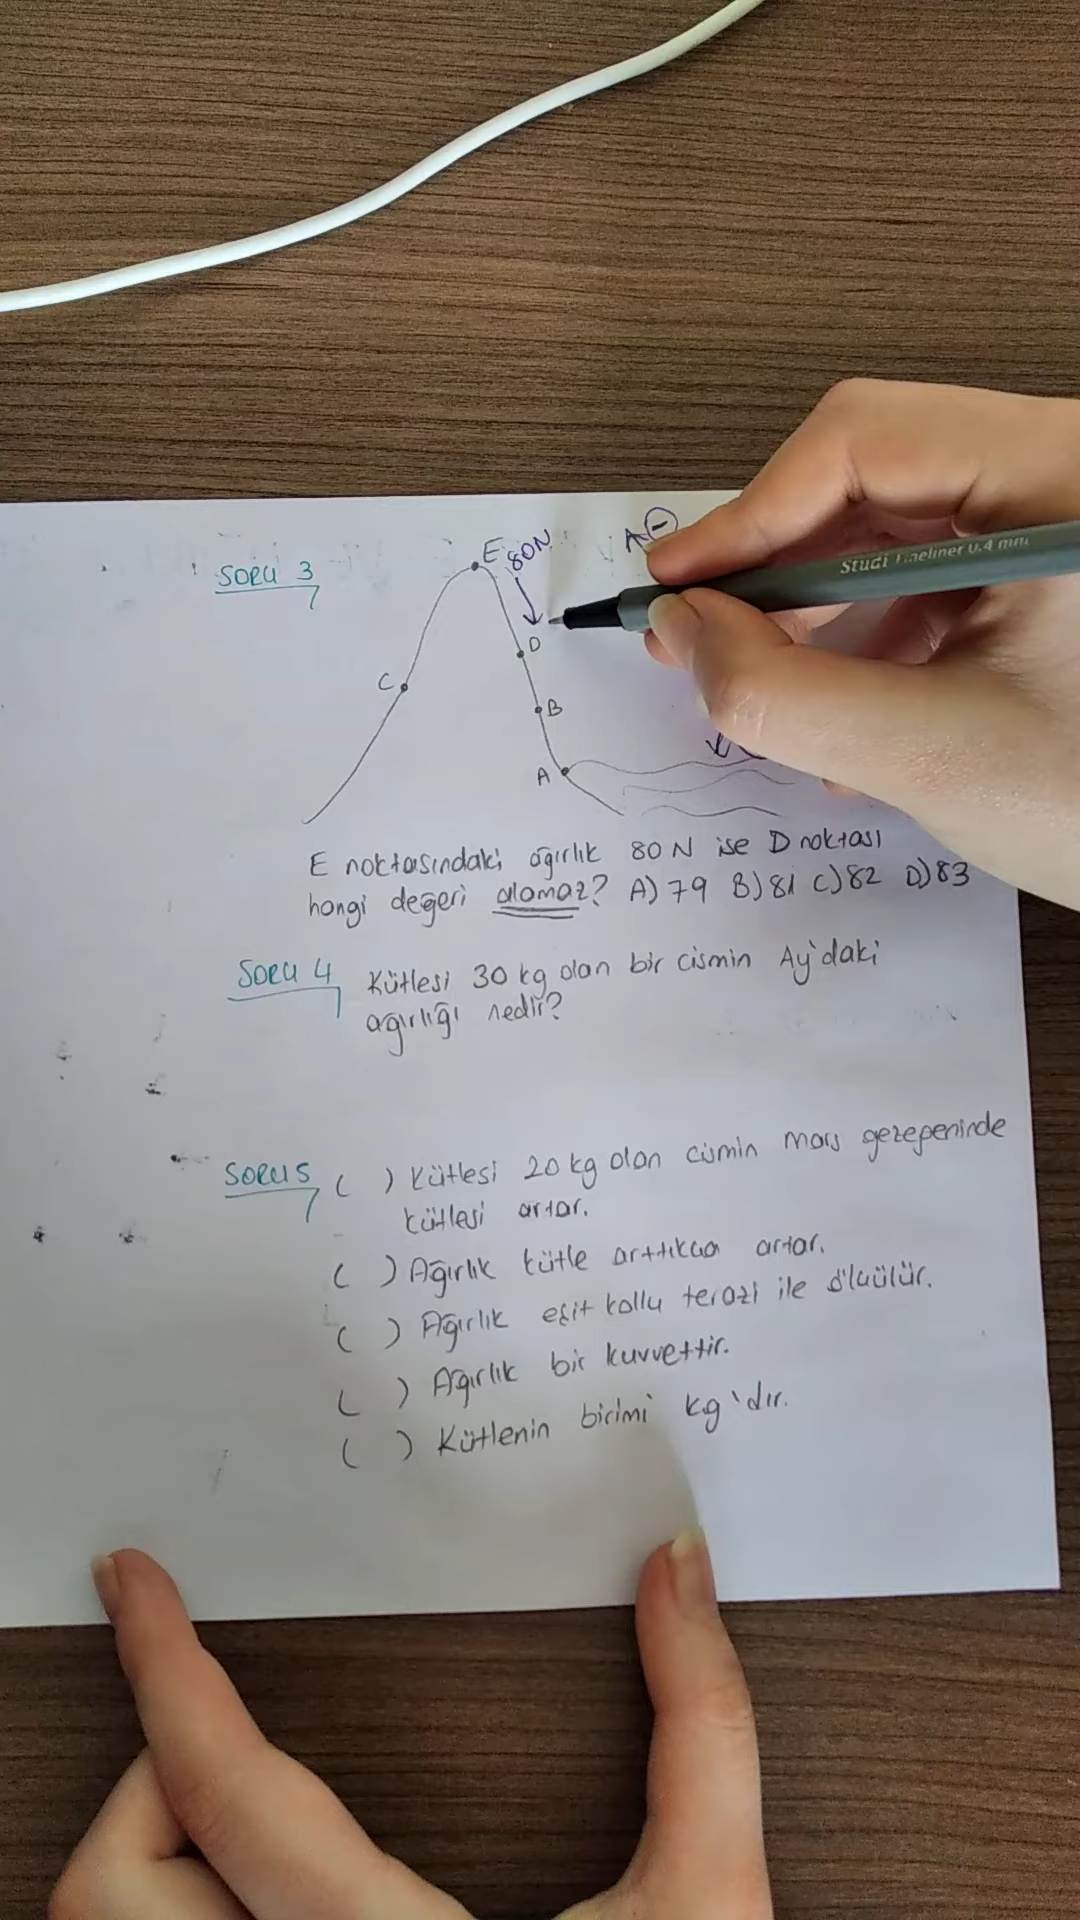 SORU 3
E 80N
A -
D
C
B
A
E noktasındaki ağırlık 80 N ise D noktası
hangi değeri alamaz? A) 79 B) 81 C) 82 D) 83
SORU 4 Kütlesi 30 kg olan bir cismin Ay'daki
ağırlığı nedir?
SORU 5 ( ) Kütlesi 20 kg olan cismin mars gezegeninde
kütlesi artar.
( ) Ağırlık kütle arttıkça artar.
( ) Ağırlık eşit kollu terazi ile ölçülür.
( ) Ağırlık bir kuvvettir.
( ) Kütlenin birimi kg'dır.
Studi Fineliner 0.4 mm